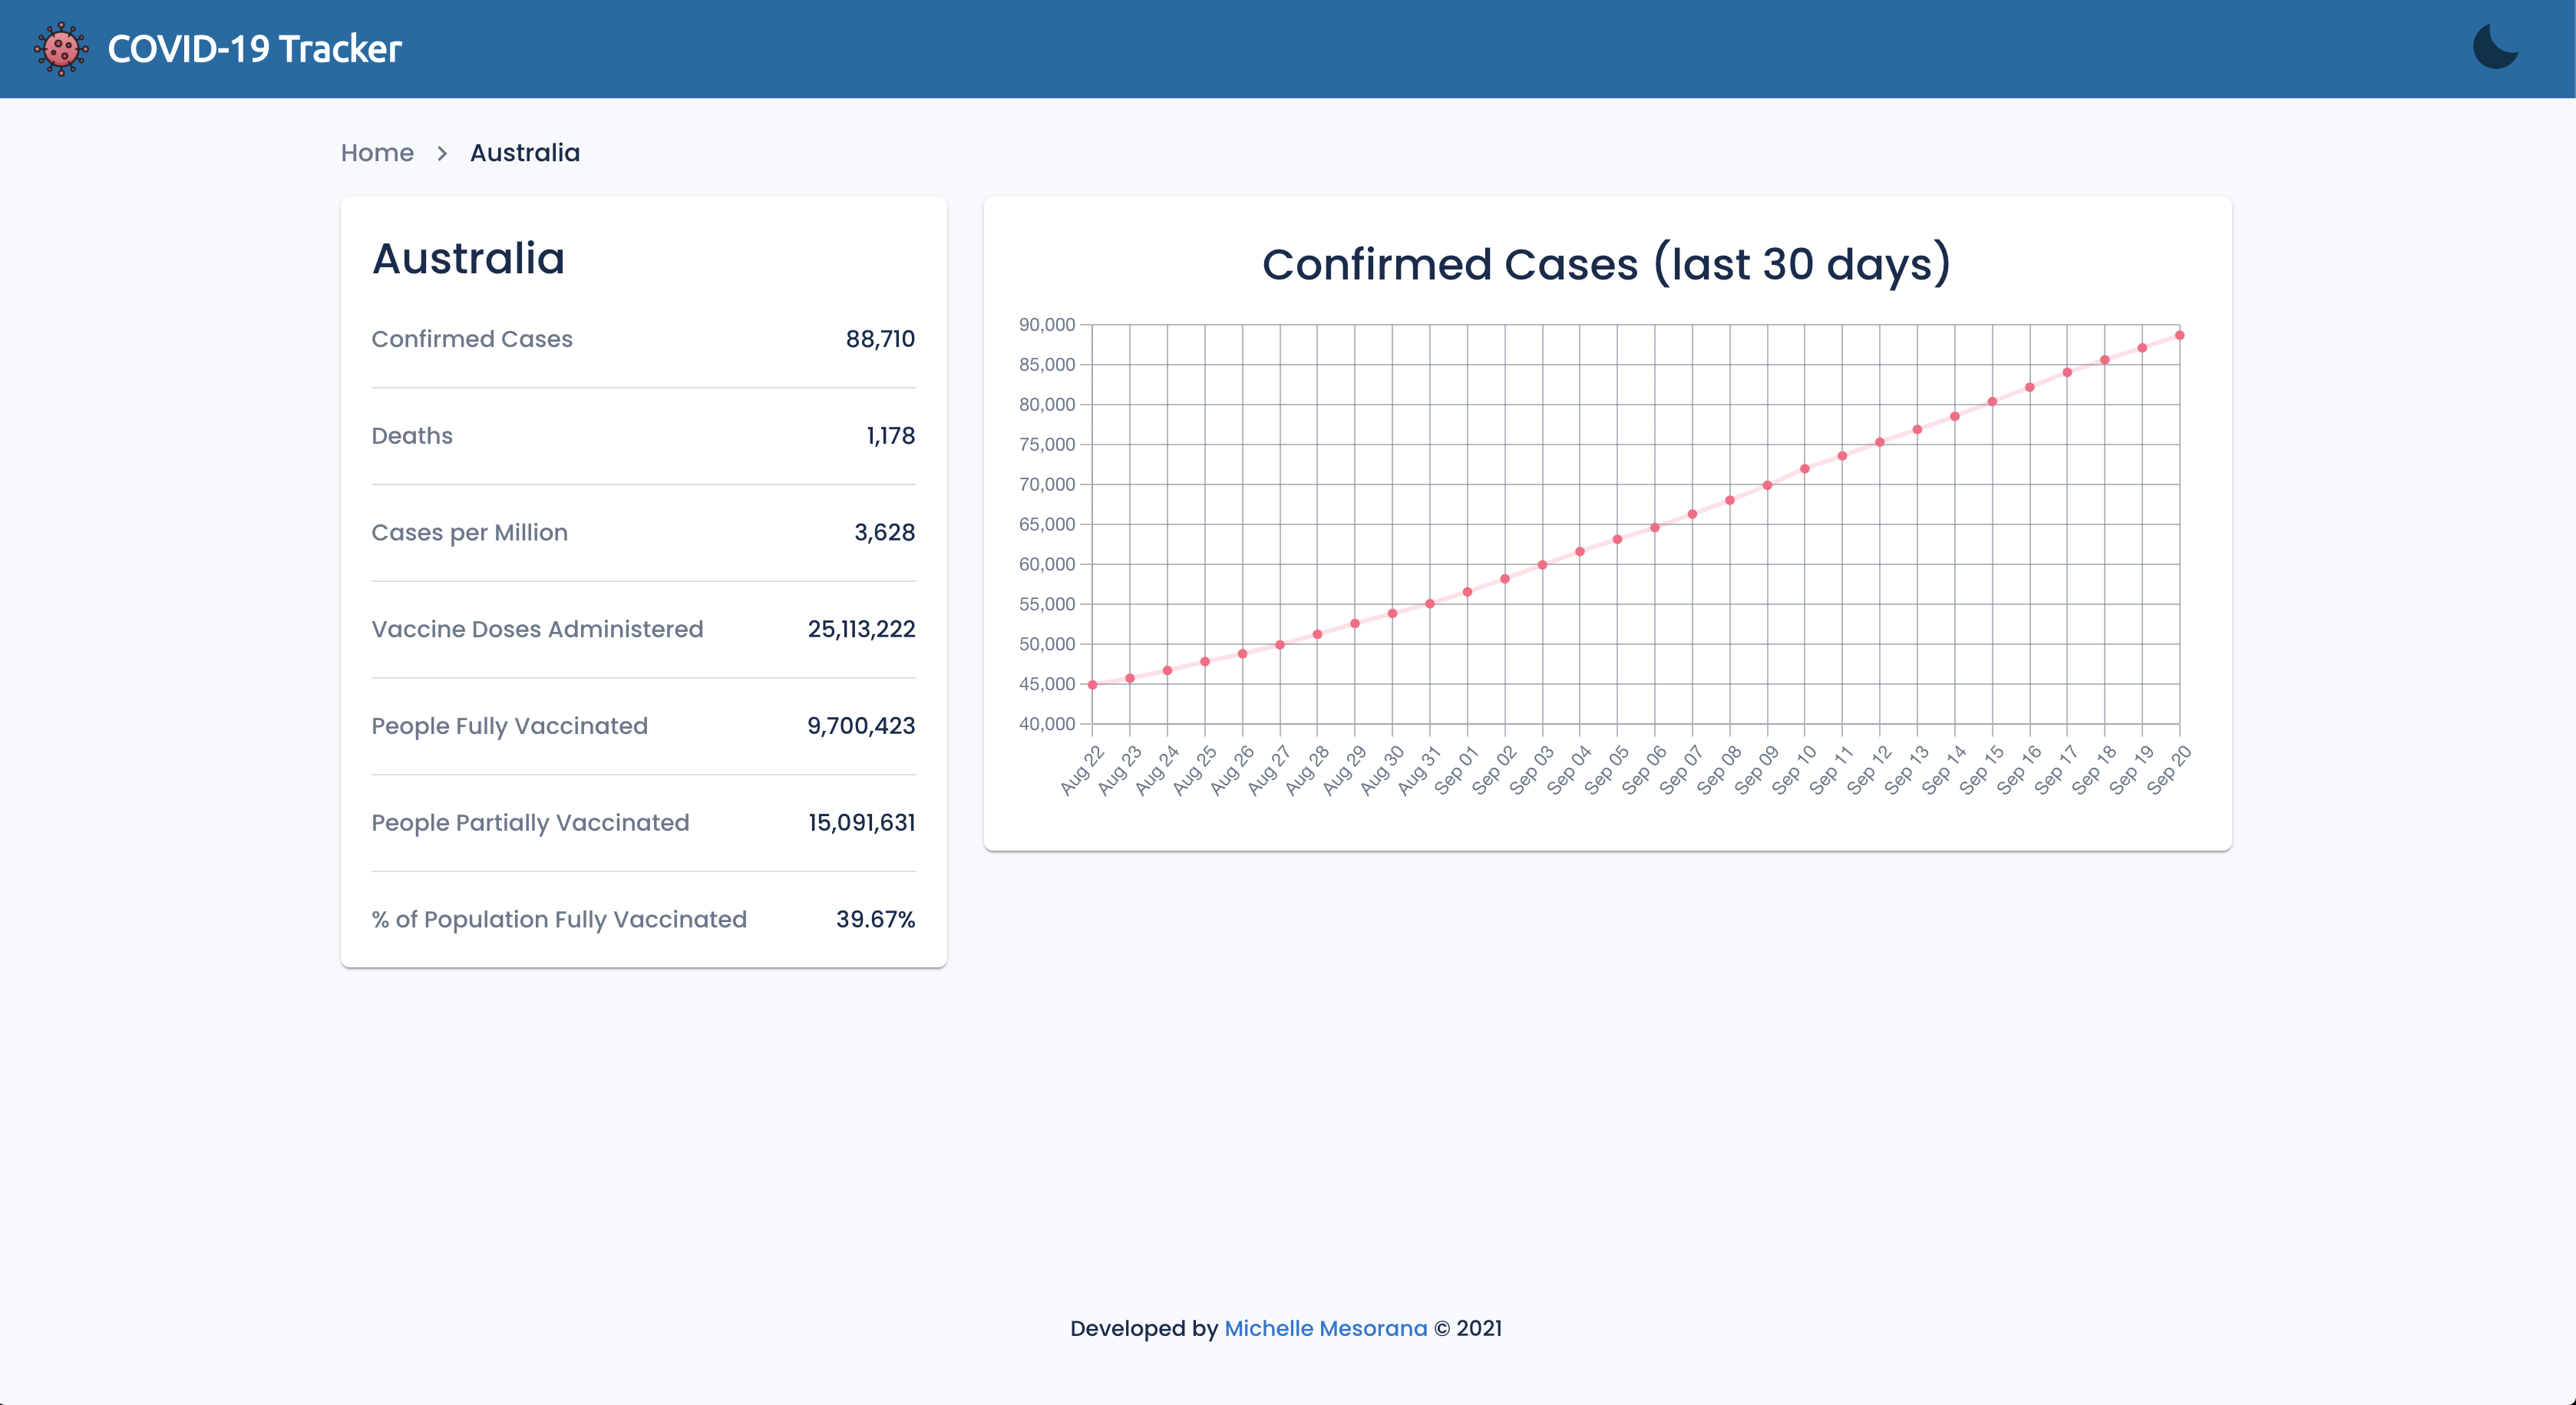 COVID-19 Tracker
Home > Australia
Australia
Confirmed Cases 88,710
Deaths 1,178
Cases per Million 3,628
Vaccine Doses Administered 25,113,222
People Fully Vaccinated 9,700,423
People Partially Vaccinated 15,091,631
% of Population Fully Vaccinated 39.67%
Confirmed Cases (last 30 days)
90,000
85,000
80,000
75,000
70,000
65,000
60,000
55,000
50,000
45,000
40,000
Aug 22
Aug 23
Aug 24
Aug 25
Aug 26
Aug 27
Aug 28
Aug 29
Aug 30
Aug 31
Sep 01
Sep 02
Sep 03
Sep 04
Sep 05
Sep 06
Sep 07
Sep 08
Sep 09
Sep 10
Sep 11
Sep 12
Sep 13
Sep 14
Sep 15
Sep 16
Sep 17
Sep 18
Sep 19
Sep 20
Developed by Michelle Mesorana © 2021